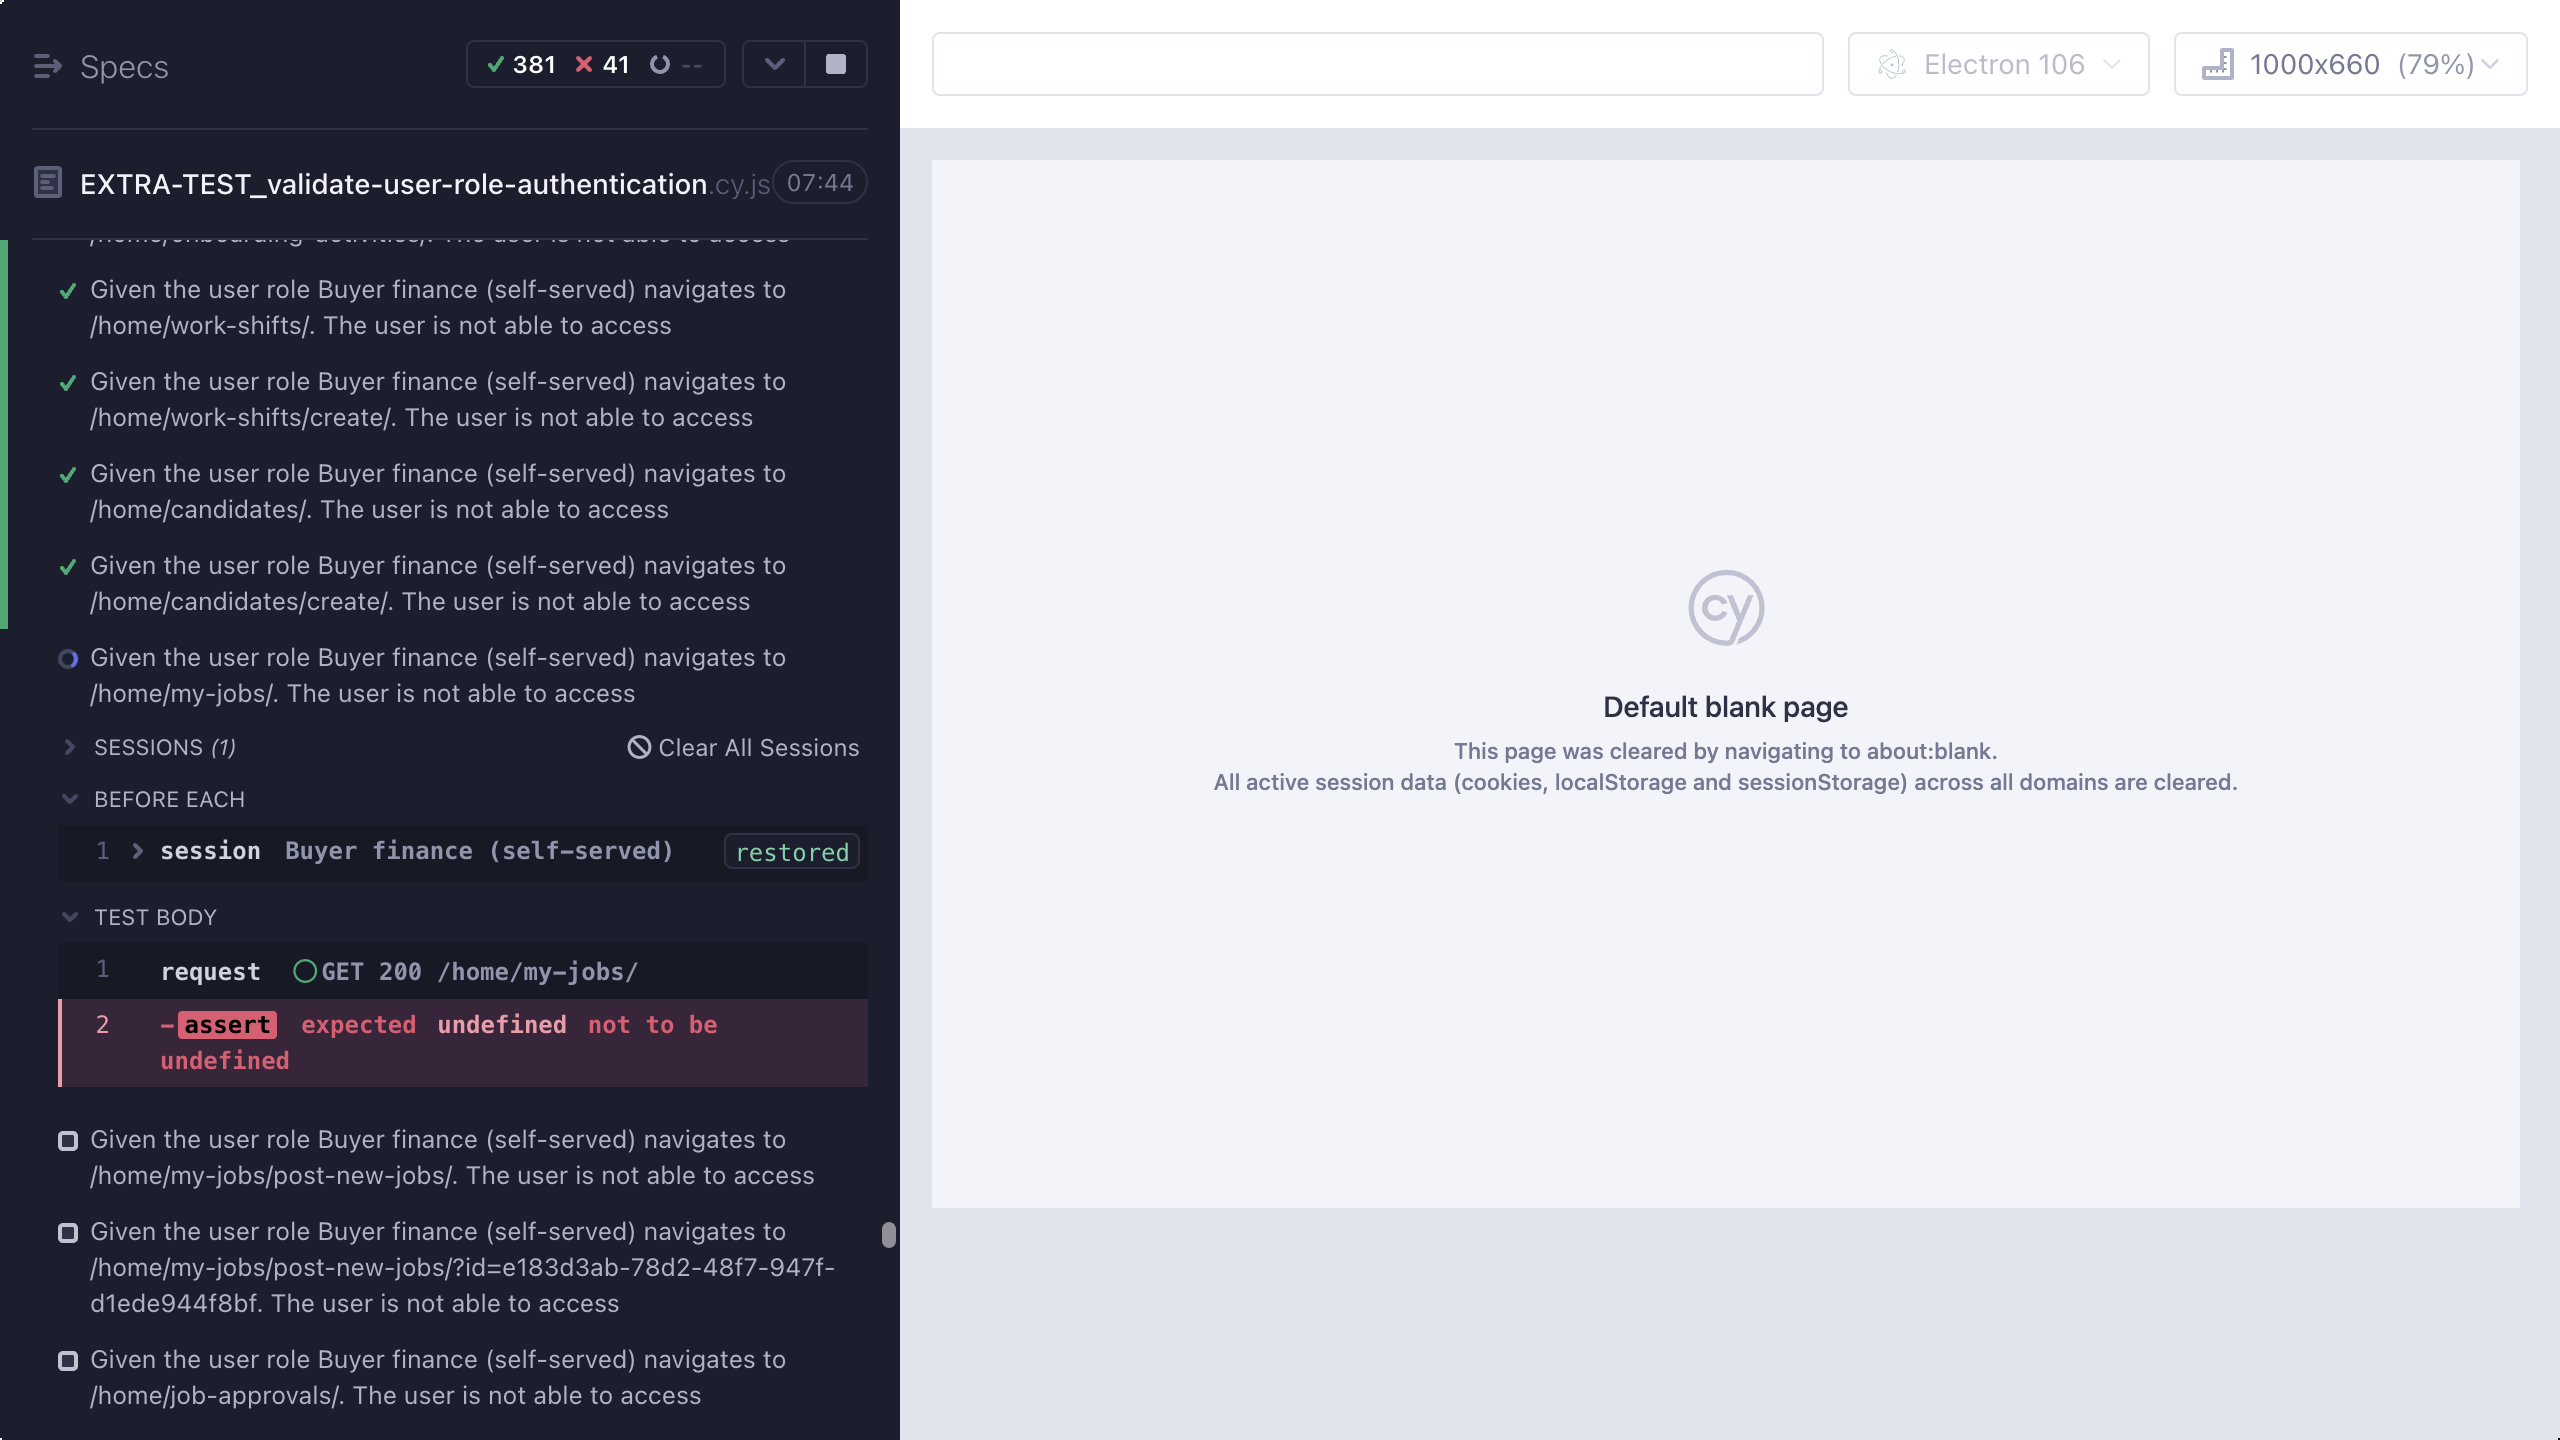 Specs
381 41 --
EXTRA-TEST_validate-user-role-authentication.cy.js 07:44
/home/onboarding-activities/. The user is not able to access
Given the user role Buyer finance (self-served) navigates to
/home/work-shifts/. The user is not able to access
Given the user role Buyer finance (self-served) navigates to
/home/work-shifts/create/. The user is not able to access
Given the user role Buyer finance (self-served) navigates to
/home/candidates/. The user is not able to access
Given the user role Buyer finance (self-served) navigates to
/home/candidates/create/. The user is not able to access
Given the user role Buyer finance (self-served) navigates to
/home/my-jobs/. The user is not able to access
SESSIONS (1) Clear All Sessions
BEFORE EACH
1 session Buyer finance (self-served) restored
TEST BODY
1 request GET 200 /home/my-jobs/
2 -assert expected undefined not to be
undefined
Given the user role Buyer finance (self-served) navigates to
/home/my-jobs/post-new-jobs/. The user is not able to access
Given the user role Buyer finance (self-served) navigates to
/home/my-jobs/post-new-jobs/?id=e183d3ab-78d2-48f7-947f-
d1ede944f8bf. The user is not able to access
Given the user role Buyer finance (self-served) navigates to
/home/job-approvals/. The user is not able to access
Electron 106
1000x660 (79%)
cy
Default blank page
This page was cleared by navigating to about:blank.
All active session data (cookies, localStorage and sessionStorage) across all domains are cleared.